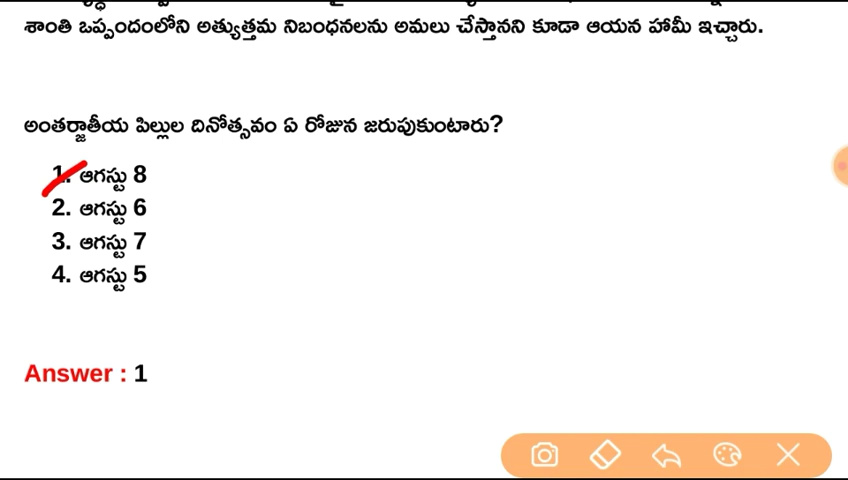 శాంతి ఒప్పందంలోని అత్యుత్తమ నిబంధనలను అమలు చేస్తానని కూడా ఆయన హామీ ఇచ్చారు.
అంతర్జాతీయ పిల్లుల దినోత్సవం ఏ రోజున జరుపుకుంటారు?
1. ఆగస్టు 8
2. ఆగస్టు 6
3. ఆగస్టు 7
4. ఆగస్టు 5
Answer : 1